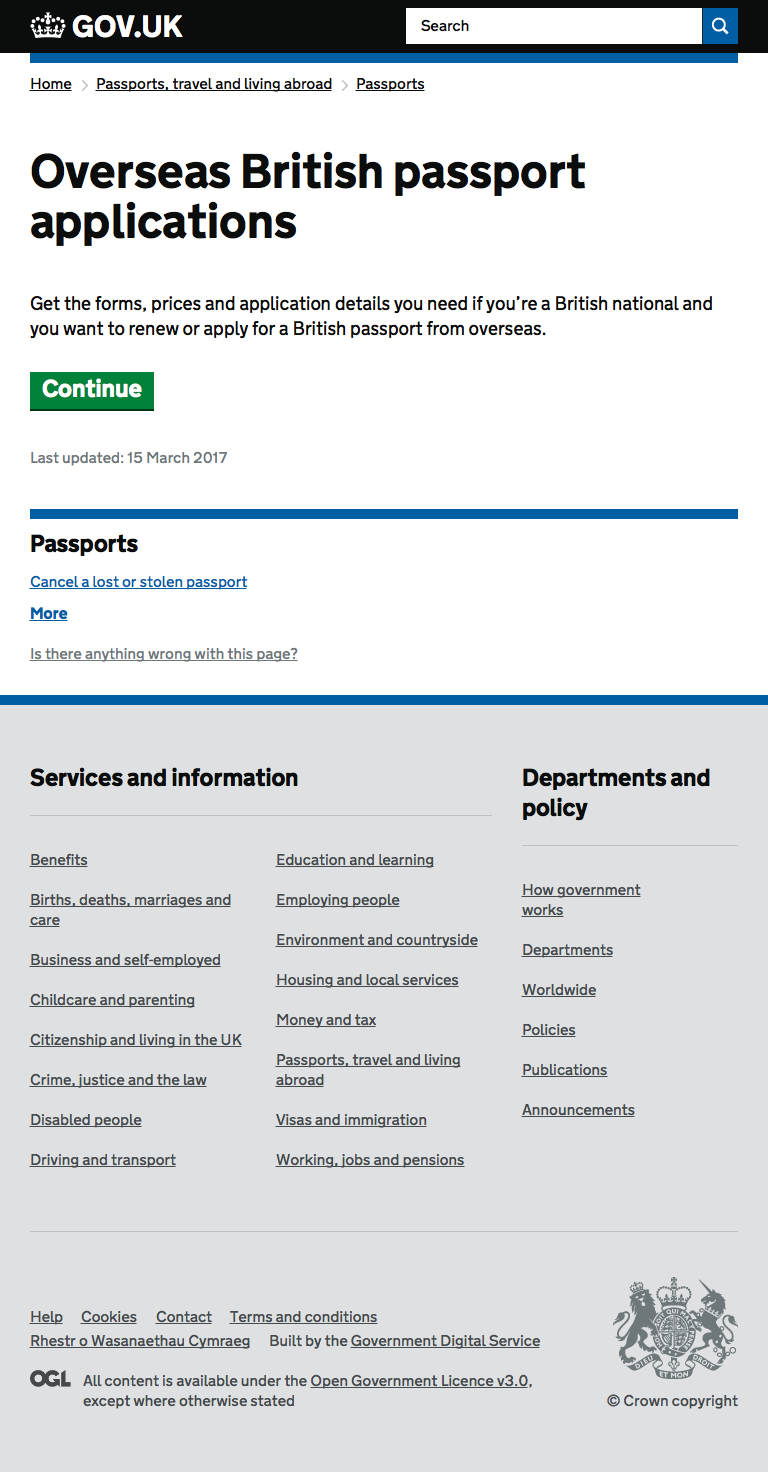 GOV.UK
Search
Home Passports, travel and living abroad Passports
Overseas British passport
applications
Get the forms, prices and application details you need if you’re a British national and
you want to renew or apply for a British passport from overseas.
Continue
Last updated: 15 March 2017
Passports
Cancel a lost or stolen passport
More
Is there anything wrong with this page?
Services and information
Benefits
Births, deaths, marriages and
care
Business and self-employed
Childcare and parenting
Citizenship and living in the UK
Crime, justice and the law
Disabled people
Driving and transport
Education and learning
Employing people
Environment and countryside
Housing and local services
Money and tax
Passports, travel and living
abroad
Visas and immigration
Working, jobs and pensions
Departments and
policy
How government
works
Departments
Worldwide
Policies
Publications
Announcements
Help Cookies Contact Terms and conditions
Rhestr o Wasanaethau Cymraeg Built by the Government Digital Service
OGL All content is available under the Open Government Licence v3.0,
except where otherwise stated
DIEU ET MON DROIT
© Crown copyright